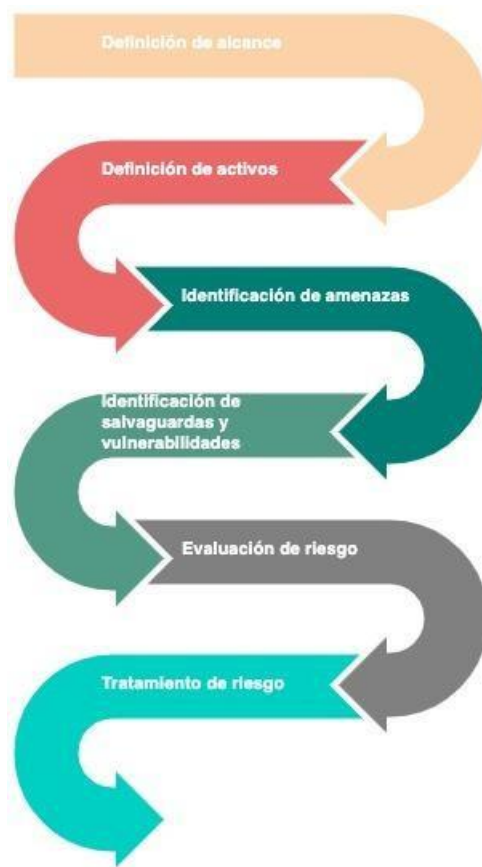 Definición de alcance
Definición de activos
Identificación de amenazas
Identificación de
salvaguardas y
vulnerabilidades
Evaluación de riesgo
Tratamiento de riesgo